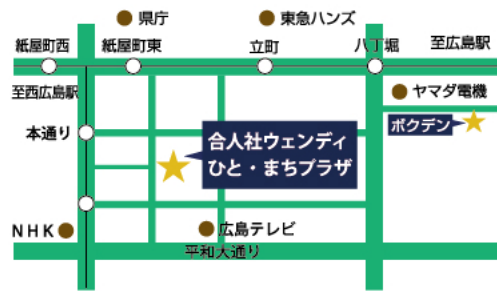 県庁
東急ハンズ
紙屋町西
紙屋町東
立町
八丁堀
至広島駅
至西広島駅
ヤマダ電機
本通り
ボクデン
合人社ウェンディ
ひと・まちプラザ
NHK
広島テレビ
平和大通り